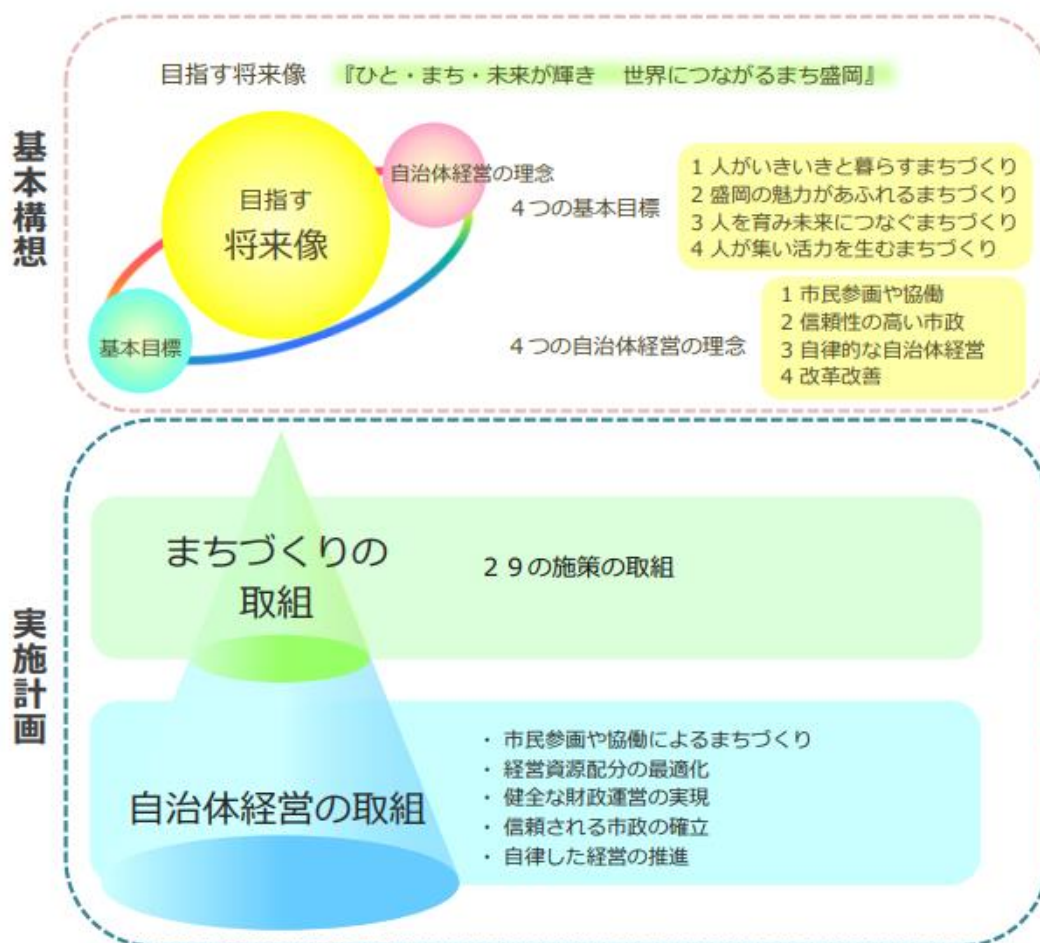 基本構想
目指す将来像 『ひと・まち・未来が輝き　世界につながるまち盛岡』
目指す
将来像
自治体経営の理念
基本目標
４つの基本目標
1 人がいきいきと暮らすまちづくり
2 盛岡の魅力があふれるまちづくり
3 人を育み未来につなぐまちづくり
4 人が集い活力を生むまちづくり
４つの自治体経営の理念
1 市民参画や協働
2 信頼性の高い市政
3 自律的な自治体経営
4 改革改善
実施計画
まちづくりの
取組
２９の施策の取組
自治体経営の取組
・ 市民参画や協働によるまちづくり
・ 経営資源配分の最適化
・ 健全な財政運営の実現
・ 信頼される市政の確立
・ 自律した経営の推進